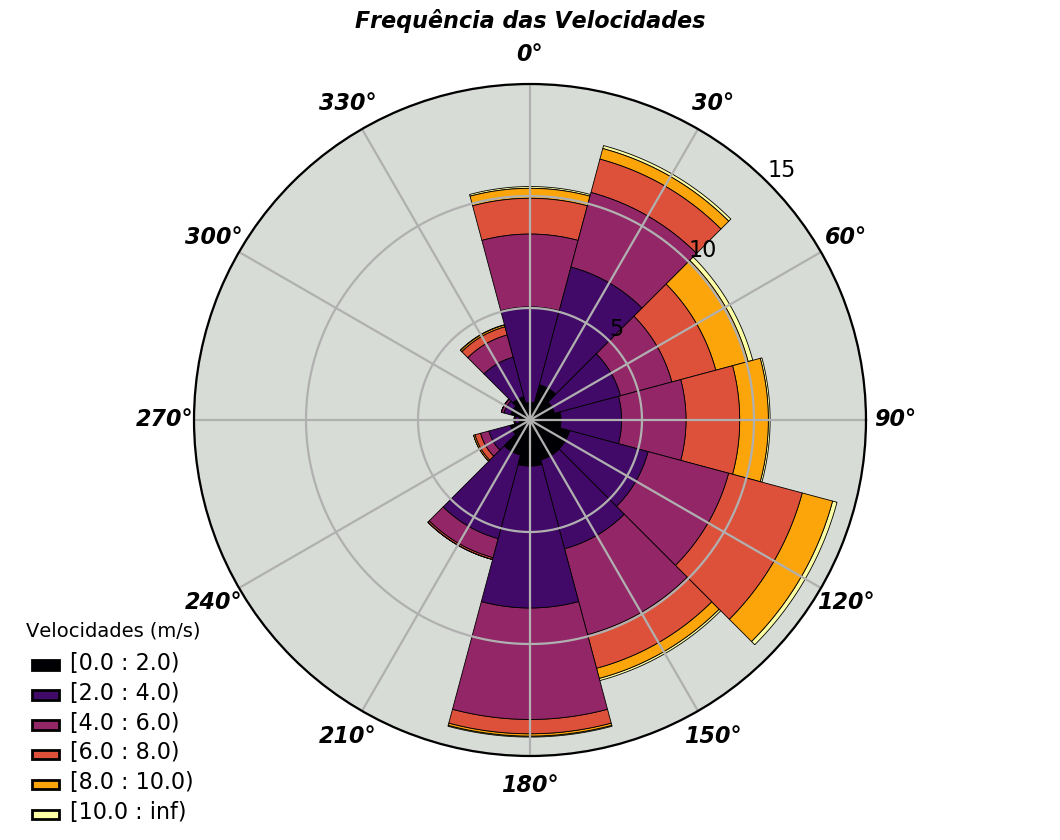 Frequência das Velocidades
0°
330°
30°
15
300°
60°
10
5
270°
90°
240°
120°
210°
150°
180°
Velocidades (m/s)
[0.0 : 2.0)
[2.0 : 4.0)
[4.0 : 6.0)
[6.0 : 8.0)
[8.0 : 10.0)
[10.0 : inf)